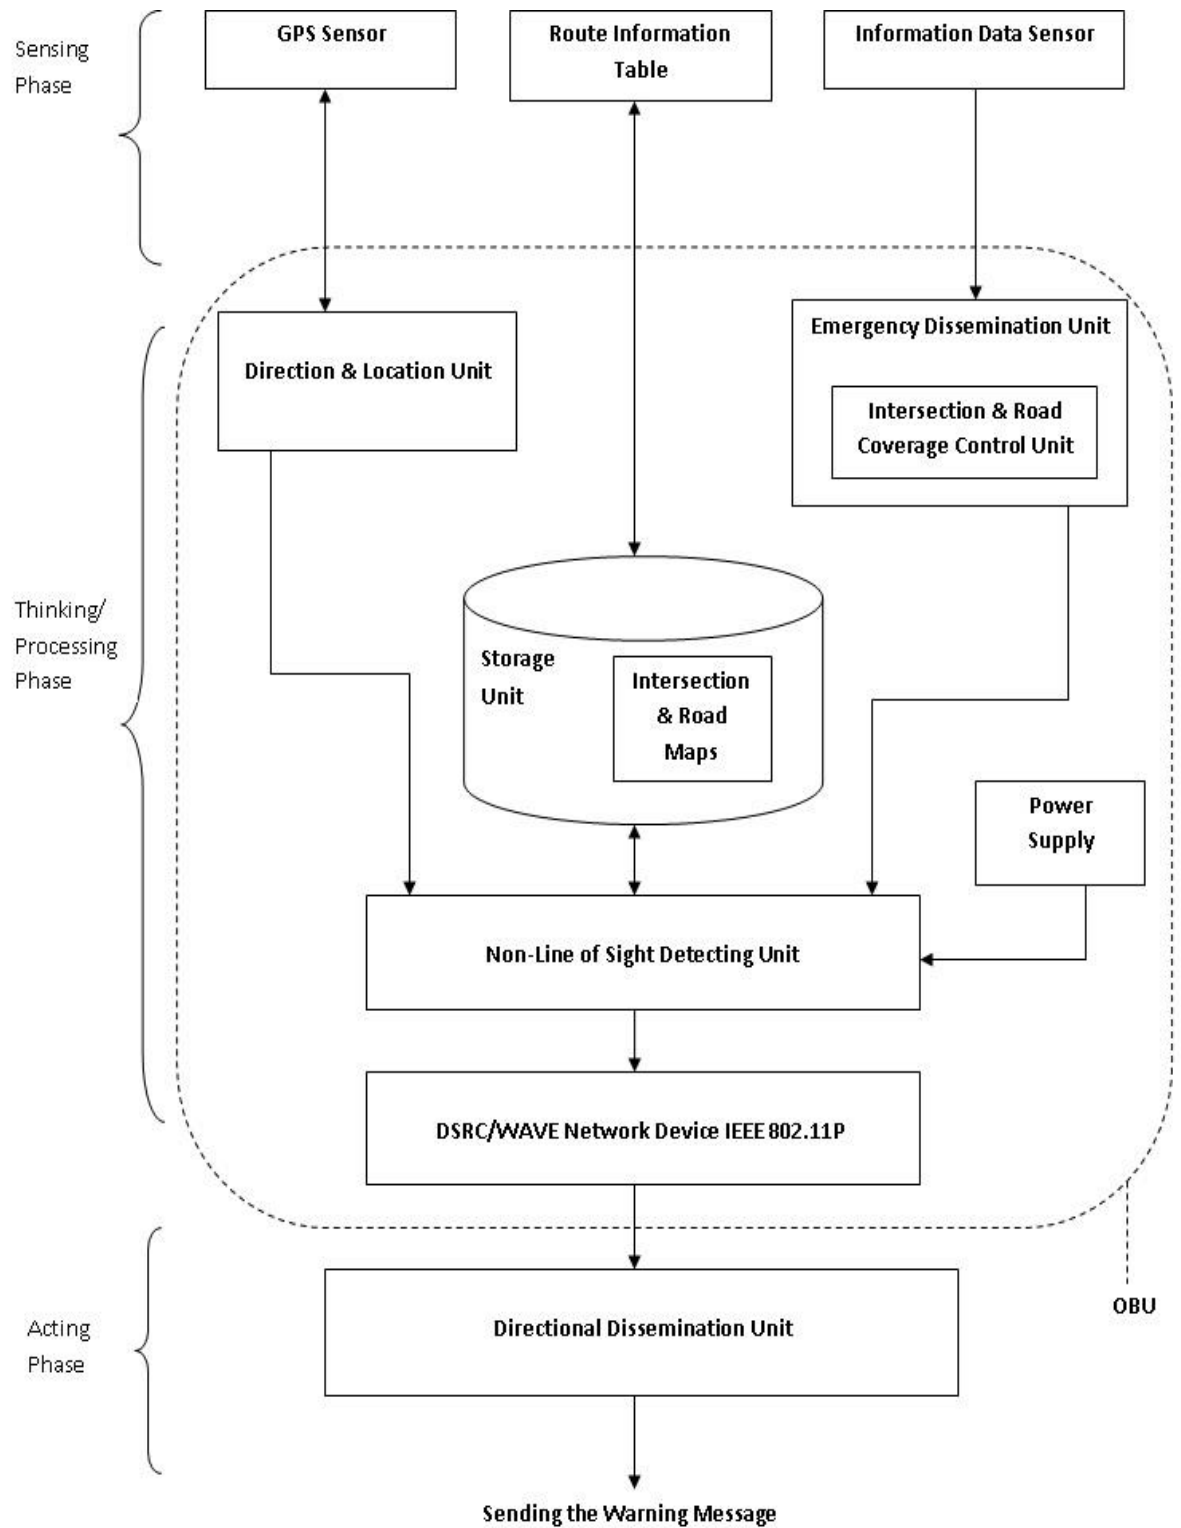 Sensing
Phase
GPS Sensor
Route Information
Table
Information Data Sensor
Thinking/
Processing
Phase
Direction & Location Unit
Emergency Dissemination Unit
Intersection & Road
Coverage Control Unit
Storage
Unit
Intersection
& Road
Maps
Power
Supply
Non-Line of Sight Detecting Unit
DSRC/WAVE Network Device IEEE 802.11P
OBU
Acting
Phase
Directional Dissemination Unit
Sending the Warning Message